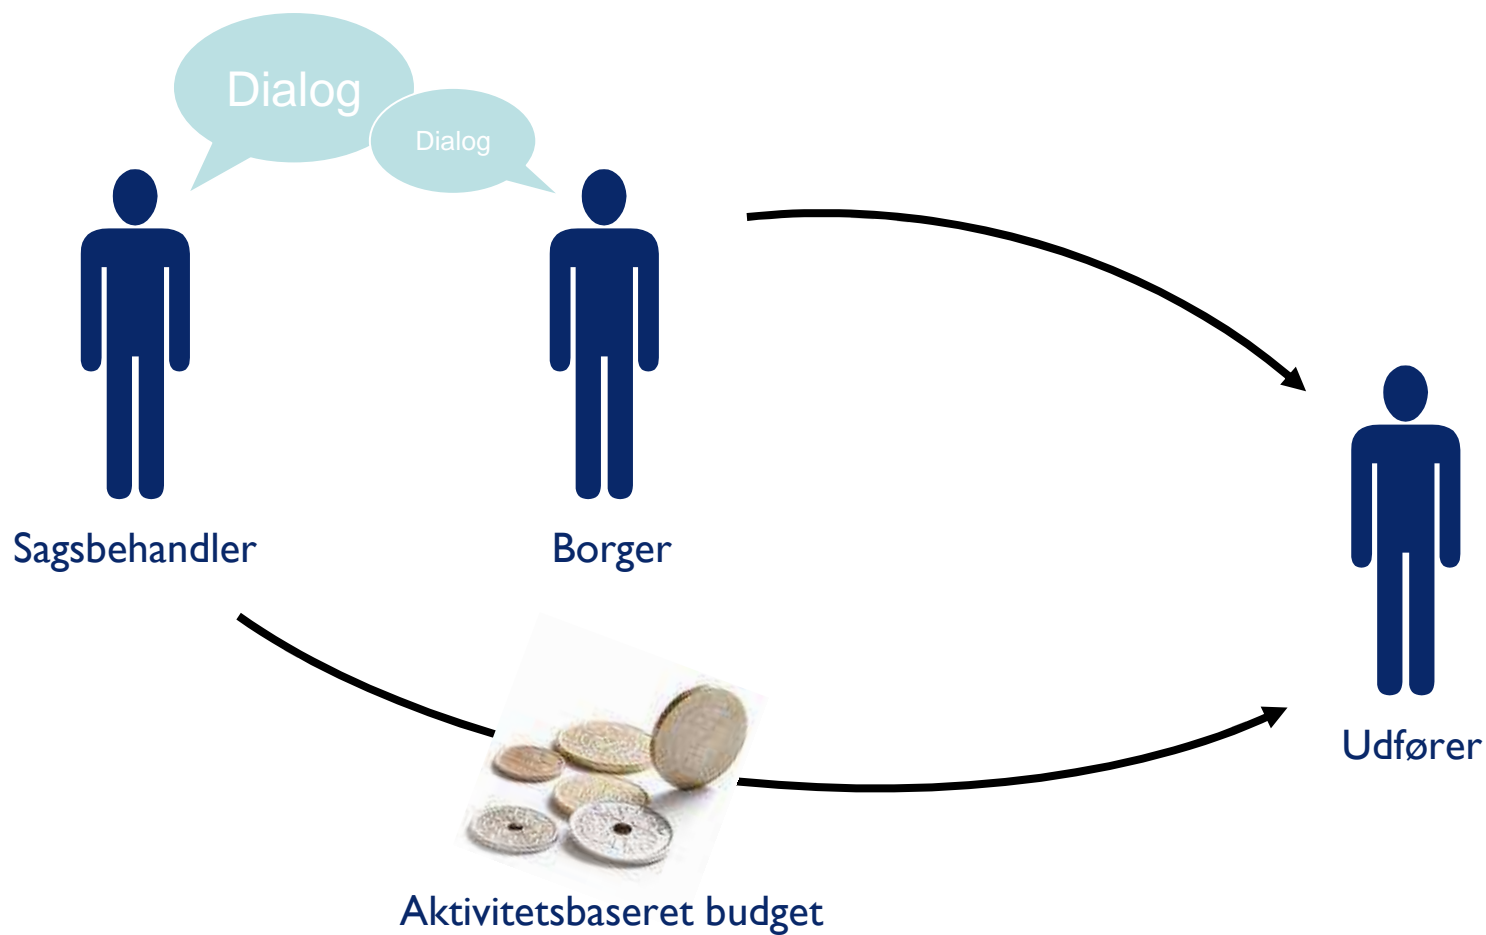 Dialog
Dialog
Sagsbehandler
Borger
Udfører
Aktivitetsbaseret budget